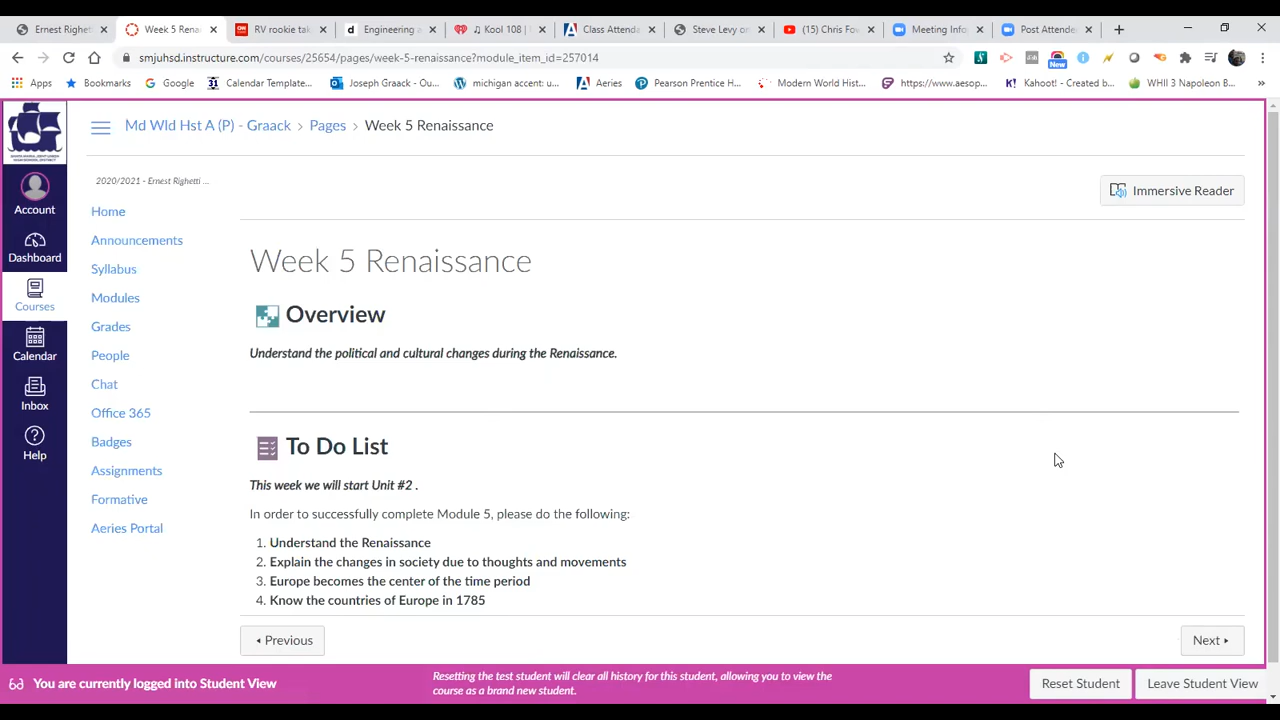 Ernest Righetti
Week 5 Rena
RV rookie tak
Engineering &
♫ Kool 108 |
Class Attenda
Steve Levy on
(15) Chris Fow
Meeting Info
Post Attende
smjuhsd.instructure.com/courses/25654/pages/week-5-renaissance?module_item_id=257014
New
Apps
Bookmarks
Google
31
Calendar Template...
Joseph Graack - Ou...
michigan accent: u...
Aeries
Pearson Prentice H...
Modern World Hist...
https://www.aesop...
K! Kahoot! - Created b...
WHII 3 Napoleon B...
Md Wld Hst A (P) - Graack > Pages > Week 5 Renaissance
2020/2021 - Ernest Righetti ...
Immersive Reader
Account
Dashboard
Courses
Calendar
Inbox
Help
Home
Announcements
Syllabus
Modules
Grades
People
Chat
Office 365
Badges
Assignments
Formative
Aeries Portal
Week 5 Renaissance
Overview
Understand the political and cultural changes during the Renaissance.
To Do List
This week we will start Unit #2 .
In order to successfully complete Module 5, please do the following:
1. Understand the Renaissance
2. Explain the changes in society due to thoughts and movements
3. Europe becomes the center of the time period
4. Know the countries of Europe in 1785
Previous
Next
You are currently logged into Student View
Resetting the test student will clear all history for this student, allowing you to view the
course as a brand new student.
Reset Student
Leave Student View